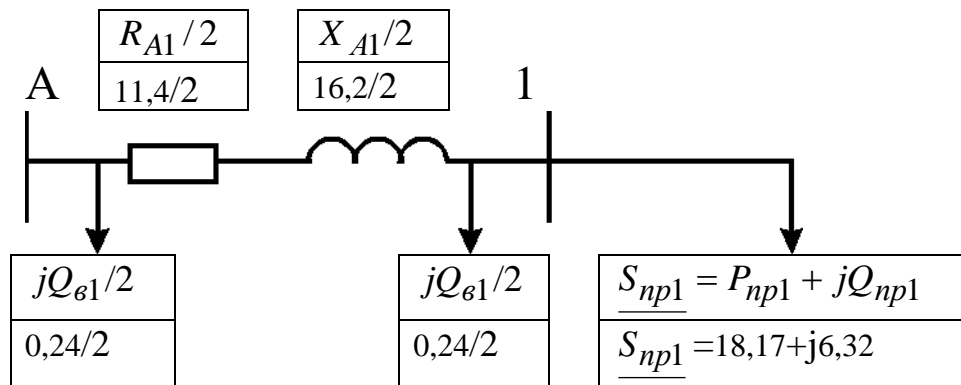 R_A1 / 2
X_A1/2
11,4/2
16,2/2
A
1
jQ_в1/2
jQ_в1/2
S_пр1 = P_пр1 + jQ_пр1
0,24/2
0,24/2
S_пр1 =18,17+j6,32